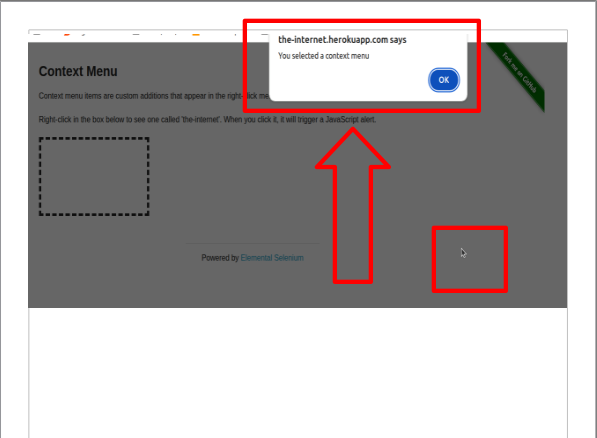 the-internet.herokuapp.com says
You selected a context menu
OK
Fork me on GitHub
Context Menu
Context menu items are custom additions that appear in the right-click me
Right-click in the box below to see one called 'the-internet'. When you click it, it will trigger a JavaScript alert.
Powered by Elemental Selenium